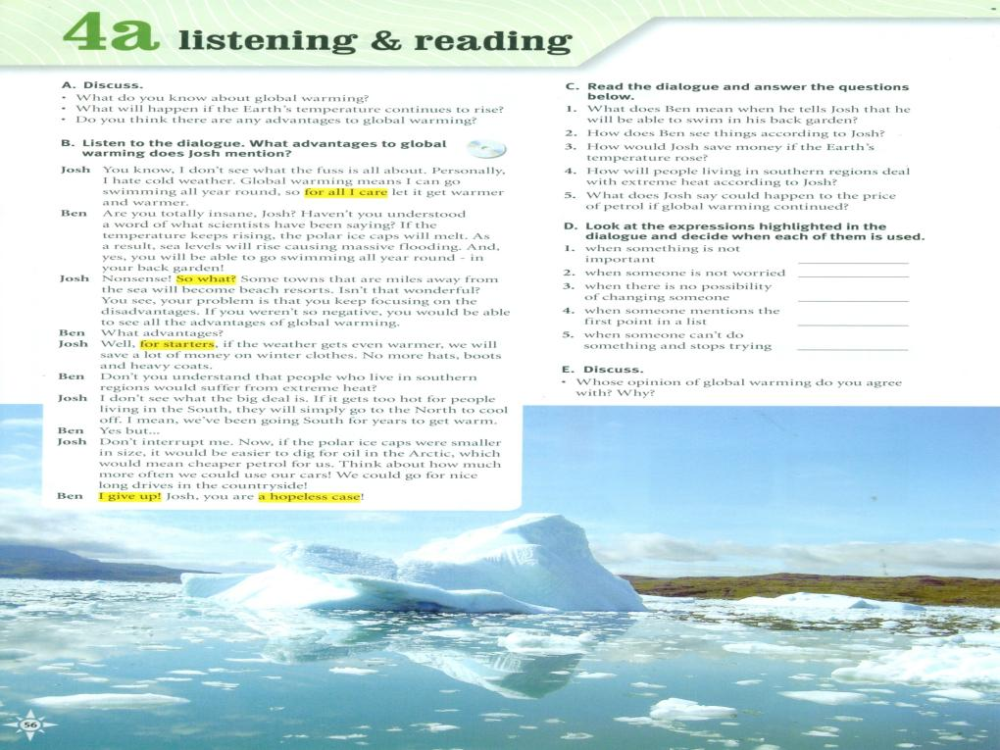 4a listening & reading
A. Discuss.
• What do you know about global warming?
• What will happen if the Earth's temperature continues to rise?
• Do you think there are any advantages to global warming?
B. Listen to the dialogue. What advantages to global
warming does Josh mention?
Josh You know, I don't see what the fuss is all about. Personally,
I hate cold weather. Global warming means I can go
swimming all year round, so for all I care let it get warmer
and warmer.
Ben Are you totally insane, Josh? Haven't you understood
a word of what scientists have been saying? If the
temperature keeps rising, the polar ice caps will melt. As
a result, sea levels will rise causing massive flooding. And,
yes, you will be able to go swimming all year round - in
your back garden!
Josh Nonsense! So what? Some towns that are miles away from
the sea will become beach resorts. Isn't that wonderful?
You see, your problem is that you keep focusing on the
disadvantages. If you weren't so negative, you would be able
to see all the advantages of global warming.
Ben What advantages?
Josh Well, for starters, if the weather gets even warmer, we will
save a lot of money on winter clothes. No more hats, boots
and heavy coats.
Ben Don't you understand that people who live in southern
regions would suffer from extreme heat?
Josh I don't see what the big deal is. If it gets too hot for people
living in the South, they will simply go to the North to cool
off. I mean, we've been going South for years to get warm.
Ben Yes but...
Josh Don't interrupt me. Now, if the polar ice caps were smaller
in size, it would be easier to dig for oil in the Arctic, which
would mean cheaper petrol for us. Think about how much
more often we could use our cars! We could go for nice
long drives in the countryside!
Ben I give up! Josh, you are a hopeless case!
C. Read the dialogue and answer the questions
below.
1. What does Ben mean when he tells Josh that he
will be able to swim in his back garden?
2. How does Ben see things according to Josh?
3. How would Josh save money if the Earth's
temperature rose?
4. How will people living in southern regions deal
with extreme heat according to Josh?
5. What does Josh say could happen to the price
of petrol if global warming continued?
D. Look at the expressions highlighted in the
dialogue and decide when each of them is used.
1. when something is not
important
2. when someone is not worried
3. when there is no possibility
of changing someone
4. when someone mentions the
first point in a list
5. when someone can't do
something and stops trying
E. Discuss.
• Whose opinion of global warming do you agree
with? Why?
56